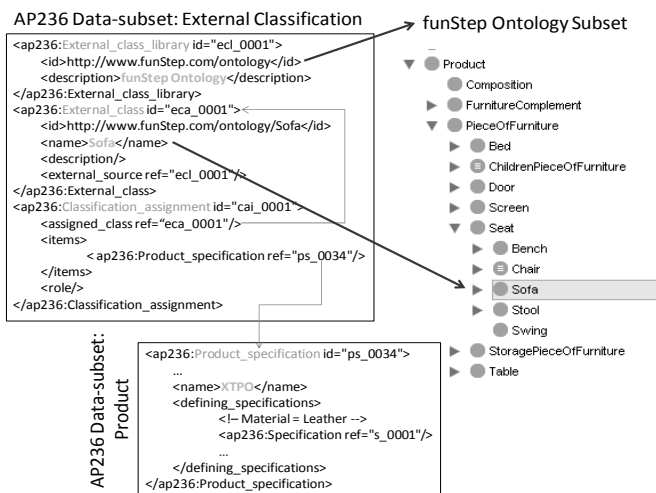 AP236 Data-subset: External Classification
<ap236:External_class_library id="ecl_0001">
<id>http://www.funStep.com/ontology</id>
<description>funStep Ontology</description>
</ap236:External_class_library>
<ap236:External_class id="eca_0001">
<id>http://www.funStep.com/ontology/Sofa</id>
<name>Sofa</name>
<description/>
<external_source ref="ecl_0001"/>
</ap236:External_class>
<ap236:Classification_assignment id="cai_0001">
<assigned_class ref="eca_0001"/>
<items>
< ap236:Product_specification ref="ps_0034"/>
</items>
<role/>
</ap236:Classification_assignment>
funStep Ontology Subset
Product
Composition
FurnitureComplement
PieceOfFurniture
Bed
ChildrenPieceOfFurniture
Door
Screen
Seat
Bench
Chair
Sofa
Stool
Swing
StoragePieceOfFurniture
Table
AP236 Data-subset:
Product
<ap236:Product_specification id="ps_0034">
...
<name>XTPO</name>
<defining_specifications>
<!– Material = Leather -->
<ap236:Specification ref="s_0001"/>
...
</defining_specifications>
</ap236:Product_specification>